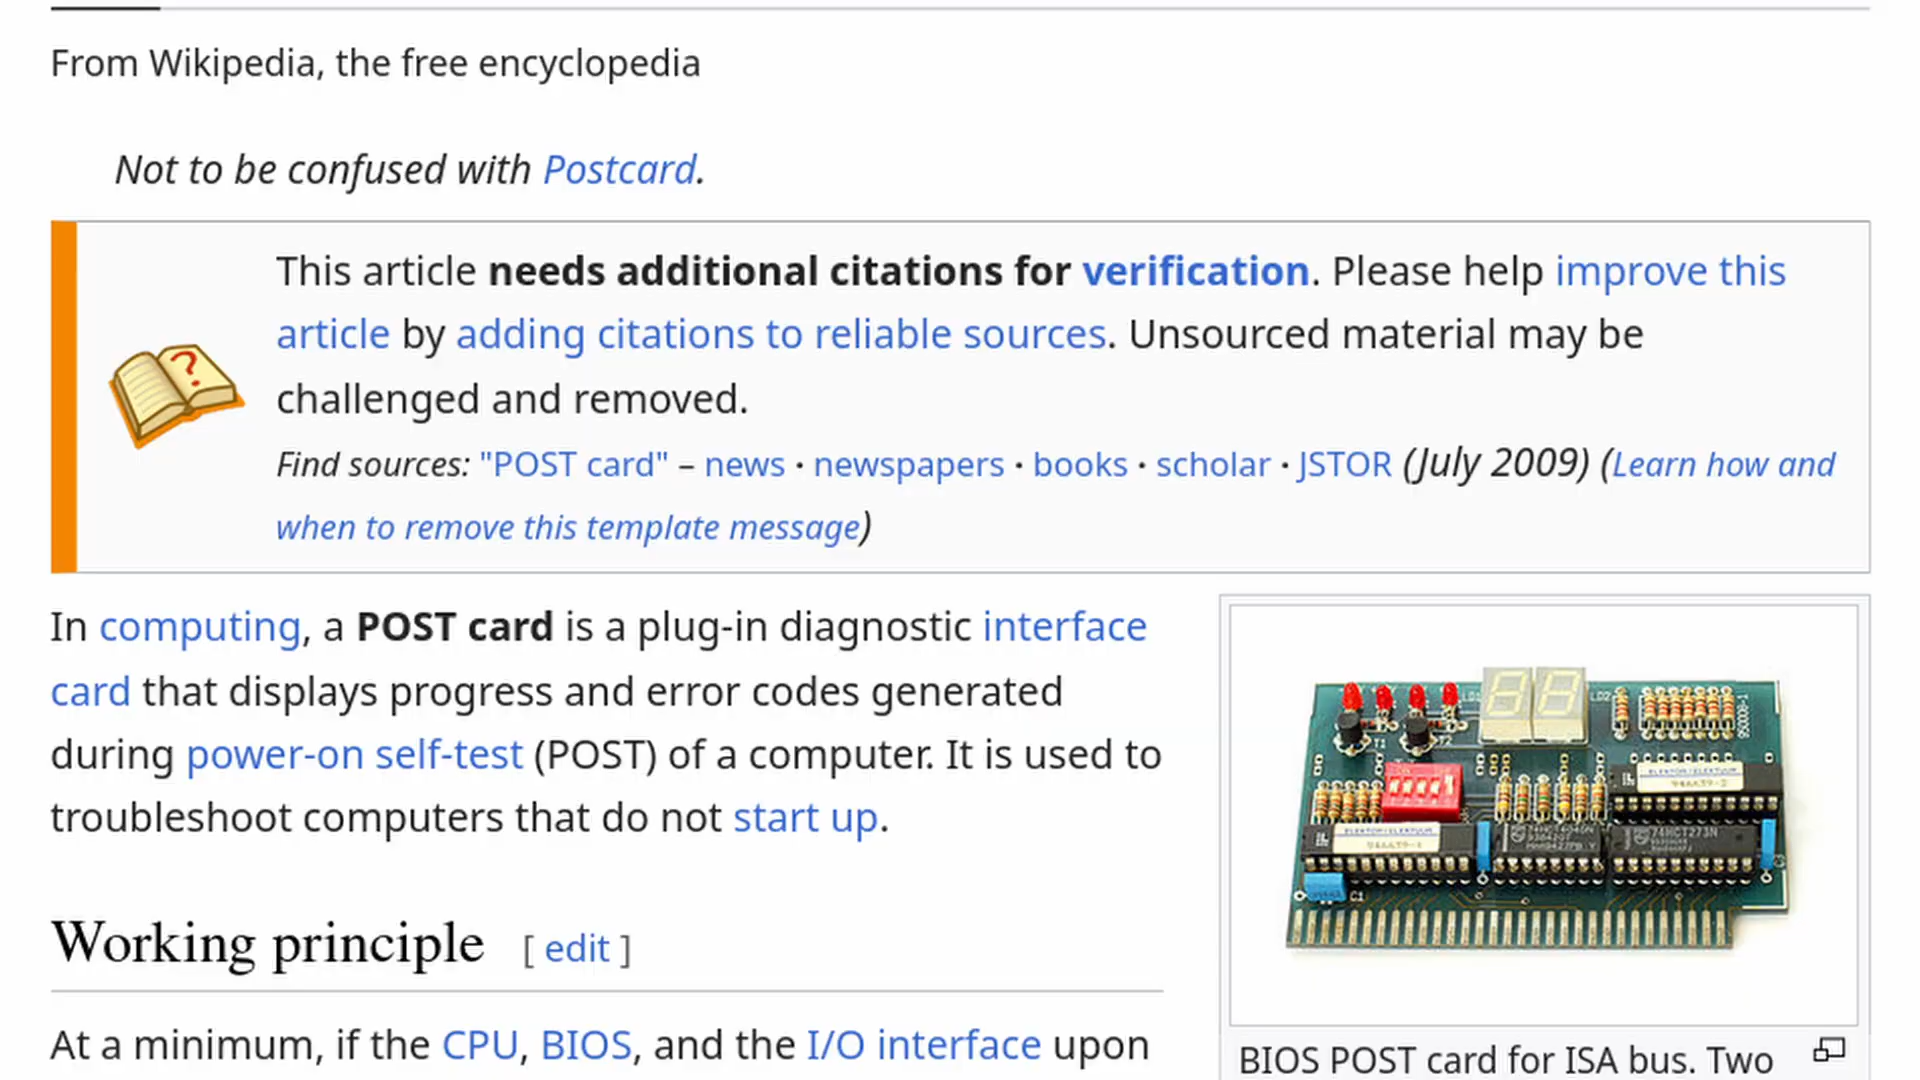 From Wikipedia, the free encyclopedia
Not to be confused with Postcard.
This article needs additional citations for verification. Please help improve this
article by adding citations to reliable sources. Unsourced material may be
challenged and removed.
Find sources: "POST card" – news · newspapers · books · scholar · JSTOR (July 2009) (Learn how and
when to remove this template message)
In computing, a POST card is a plug-in diagnostic interface
card that displays progress and error codes generated
during power-on self-test (POST) of a computer. It is used to
troubleshoot computers that do not start up.
Working principle [ edit ]
At a minimum, if the CPU, BIOS, and the I/O interface upon
T1
T2
74HCT273N
C1
BIOS POST card for ISA bus. Two